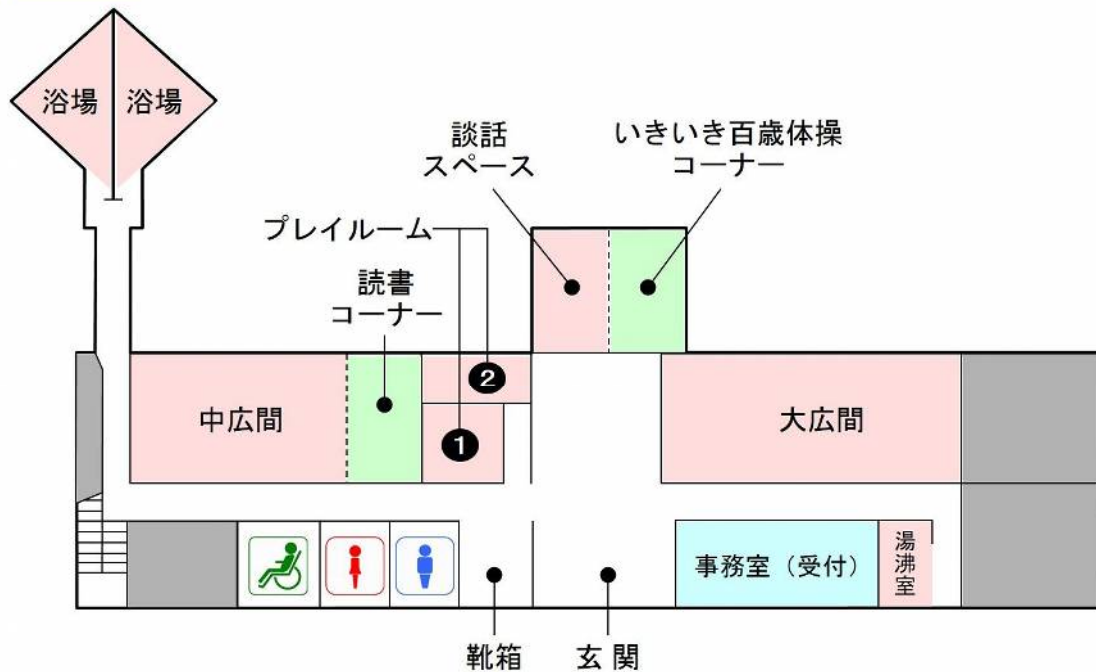 浴場
浴場
談話
スペース
いきいき百歳体操
コーナー
プレイルーム
読書
コーナー
2
中広間
1
大広間
事務室（受付）
湯沸室
靴箱
玄関